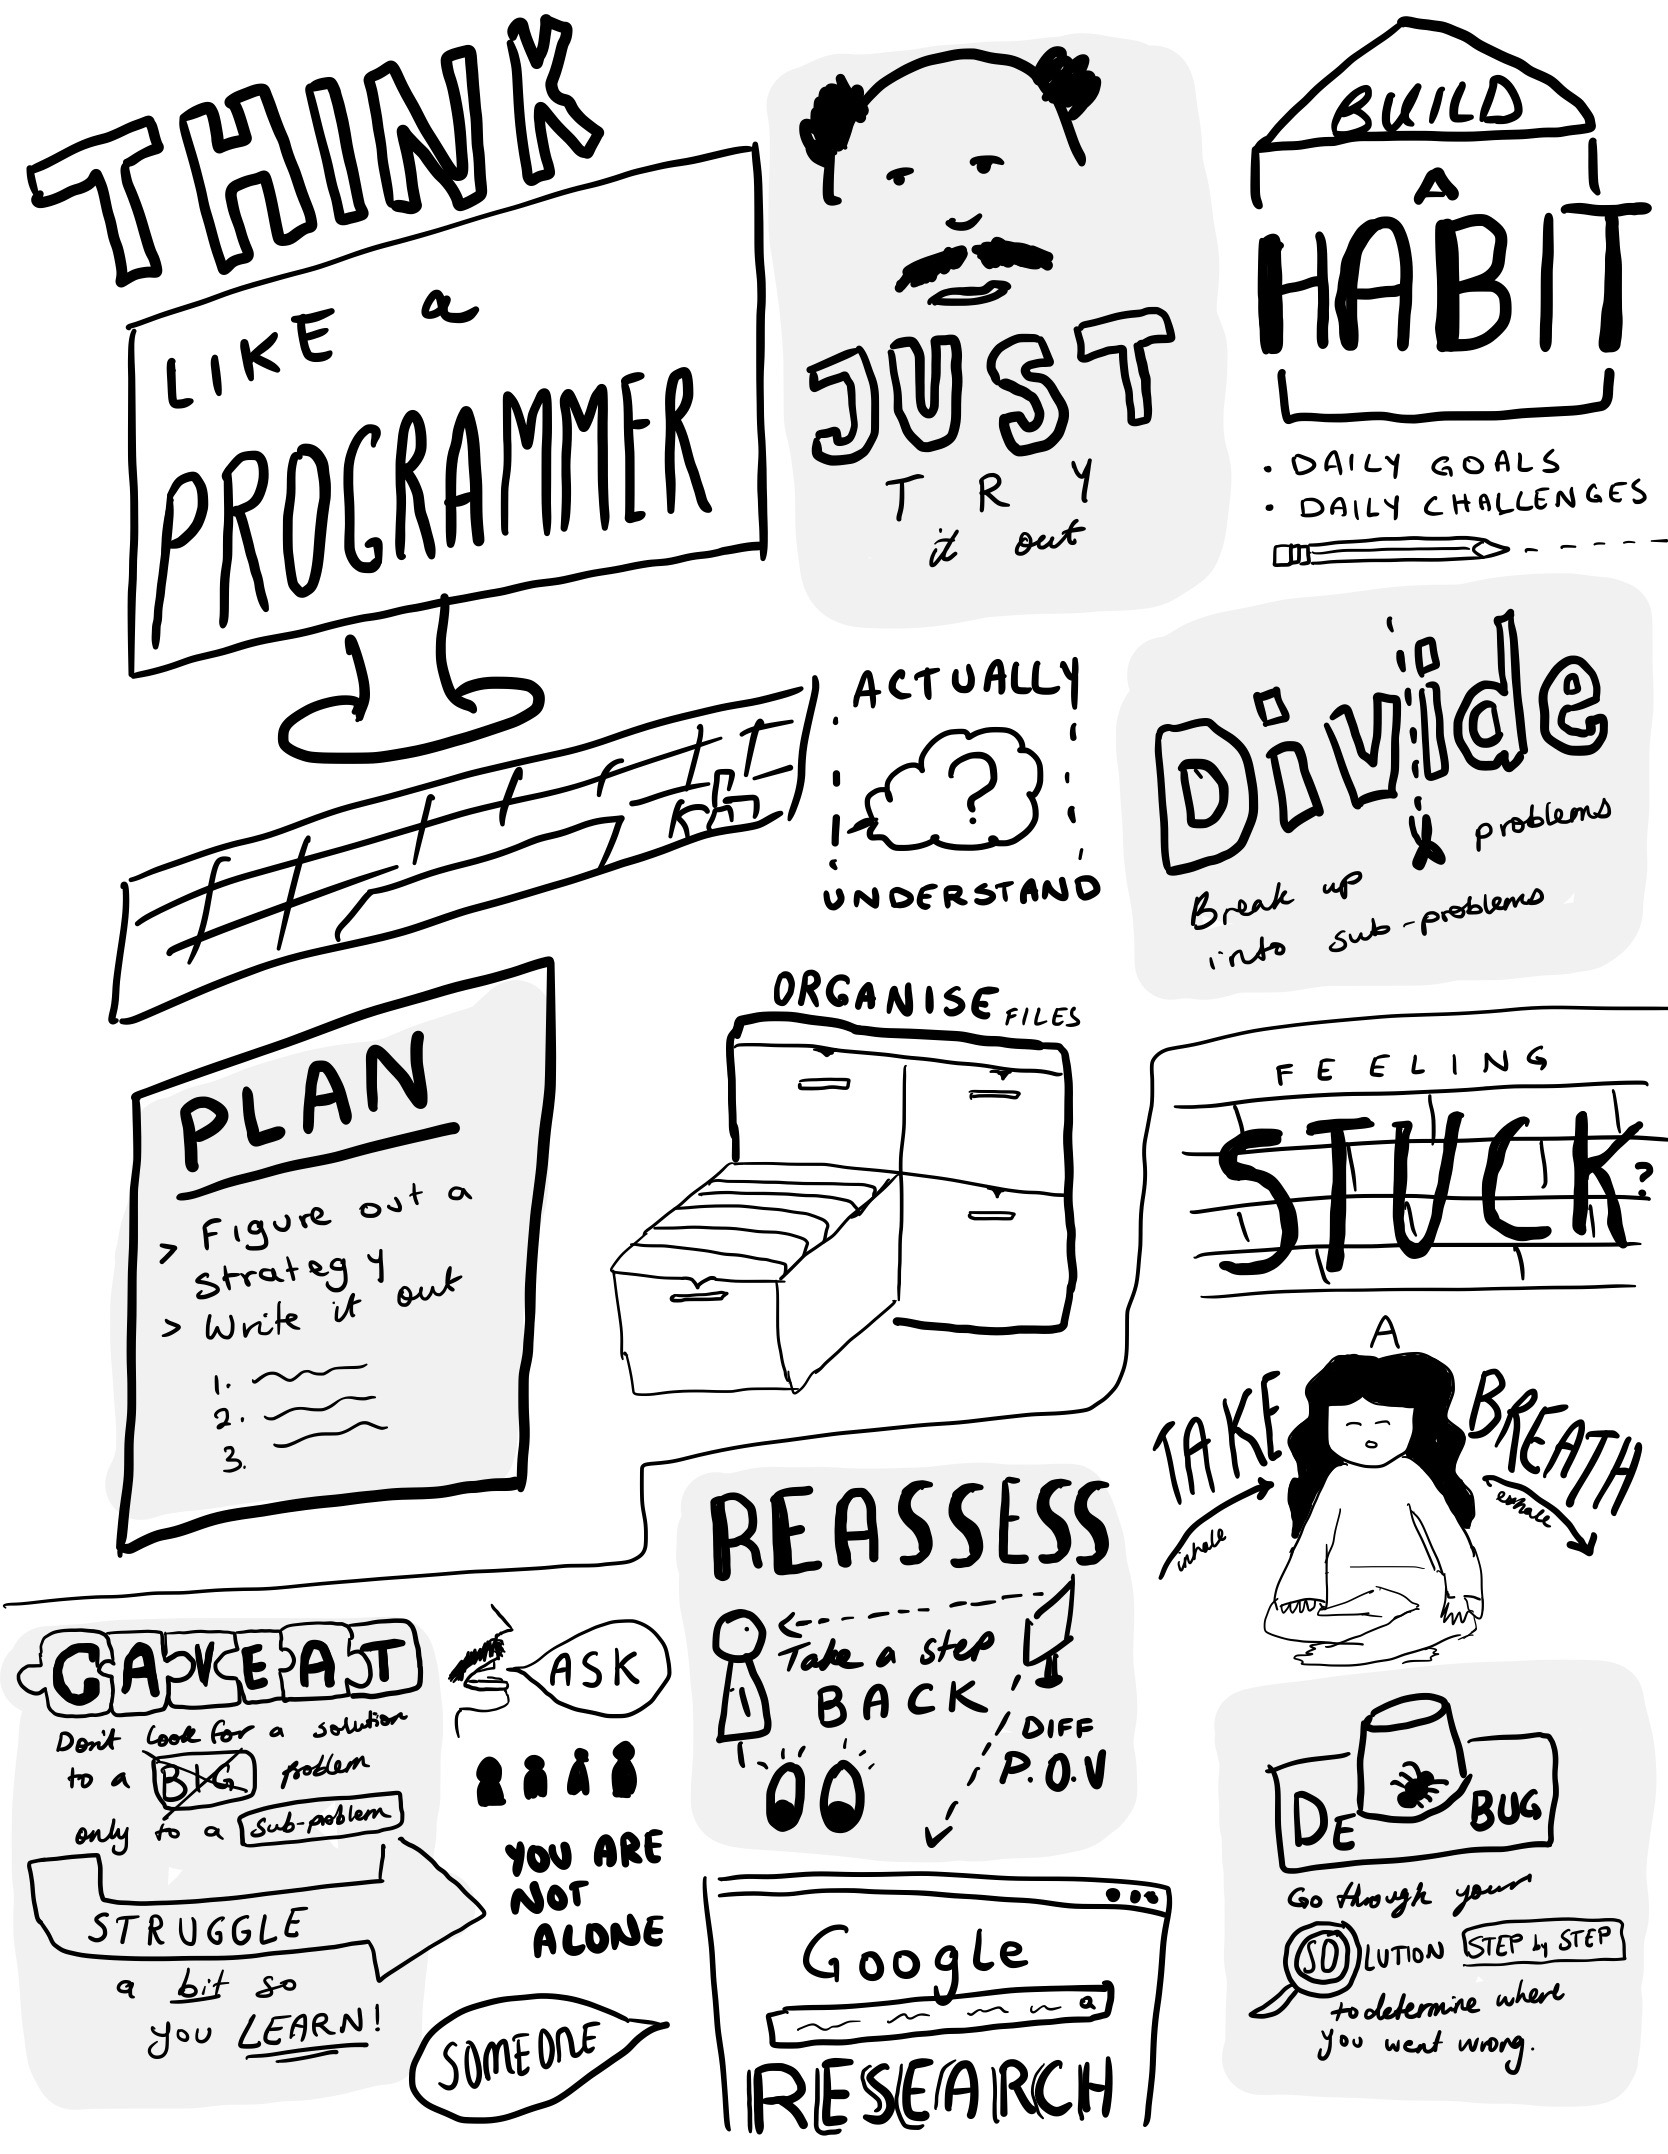 THINK
LIKE a
PROGRAMMER
JUST
TRY
it out
BUILD
A
HABIT
• DAILY GOALS
• DAILY CHALLENGES
ACTUALLY
?
UNDERSTAND
Divide
Break up problems
into sub-problems
PLAN
> Figure out a
strategy
> Write it out
1.
2.
3.
ORGANISE FILES
FEELING
STUCK?
TAKE A BREATH
inhale
exhale
REASSESS
Take a step
BACK
DIFF
P.O.V
CAVEAT
Don't look for a solution
to a BIG problem
only to a sub-problem
STRUGGLE
a bit so
you LEARN!
ASK
YOU ARE
NOT
ALONE
SOMEONE
Google
RESEARCH
DEBUG
Go through your
SOLUTION STEP by STEP
to determine where
you went wrong.